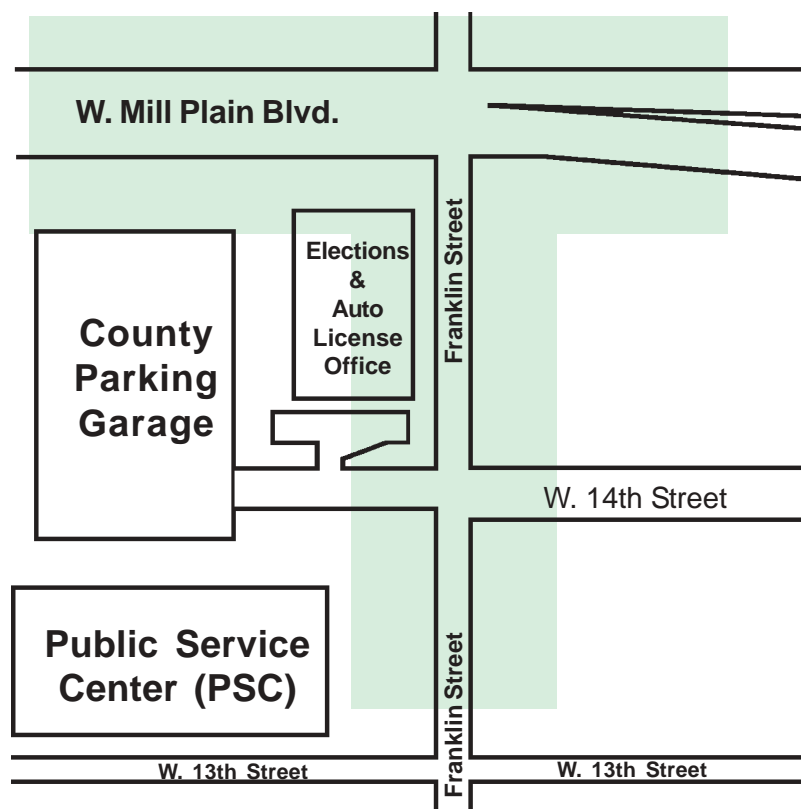 W. Mill Plain Blvd.
Elections
&
Auto
License
Office
Franklin Street
County
Parking
Garage
W. 14th Street
Public Service
Center (PSC)
Franklin Street
W. 13th Street
W. 13th Street